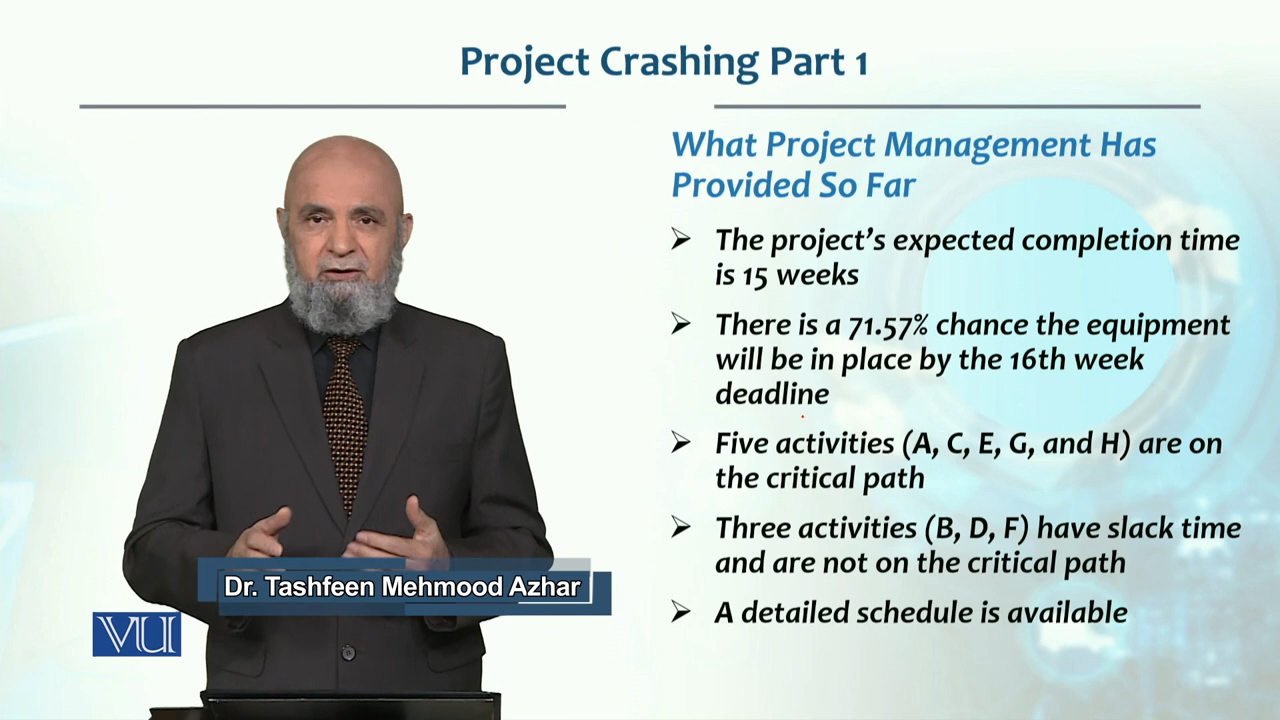 Project Crashing Part 1
What Project Management Has
Provided So Far
➢ The project's expected completion time
is 15 weeks
➢ There is a 71.57% chance the equipment
will be in place by the 16th week
deadline
➢ Five activities (A, C, E, G, and H) are on
the critical path
➢ Three activities (B, D, F) have slack time
and are not on the critical path
➢ A detailed schedule is available
Dr. Tashfeen Mehmood Azhar
VU